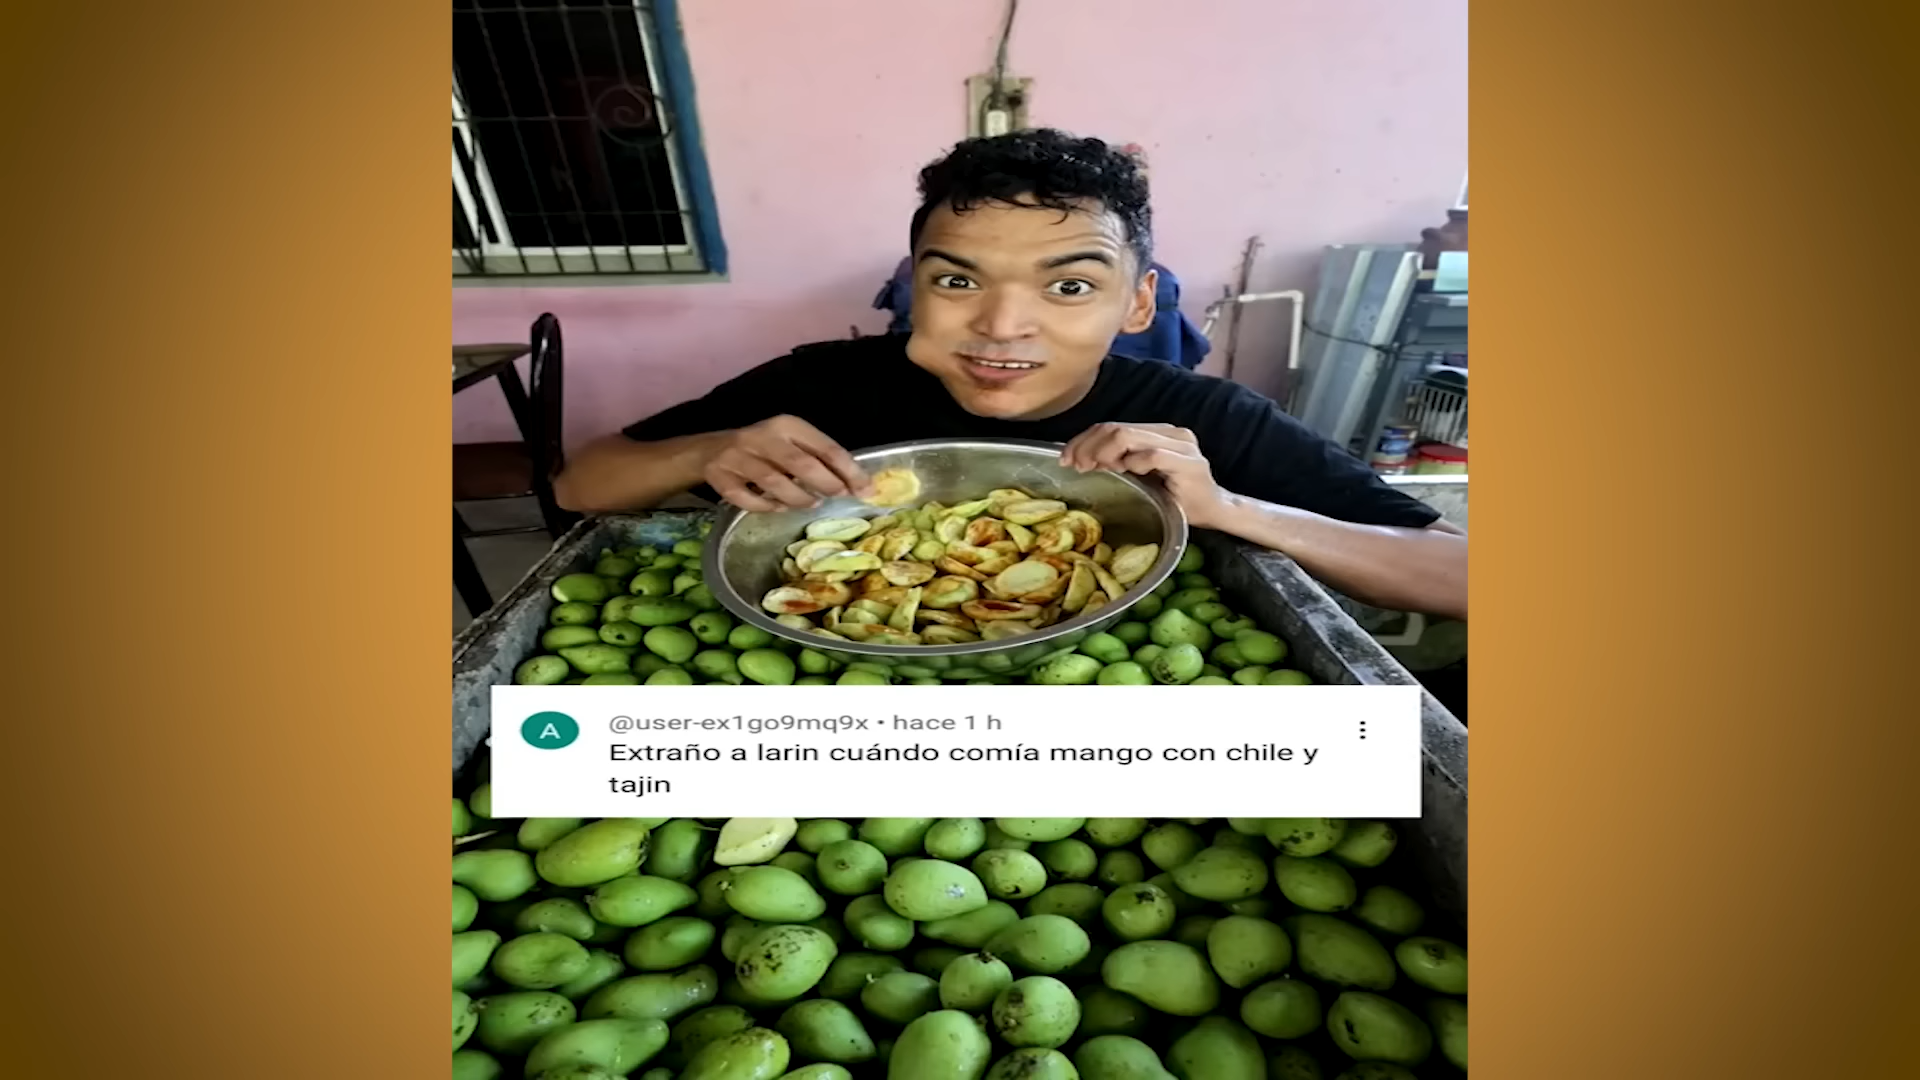 A
@user-ex1go9mq9x • hace 1 h
Extraño a larin cuándo comía mango con chile y
tajin